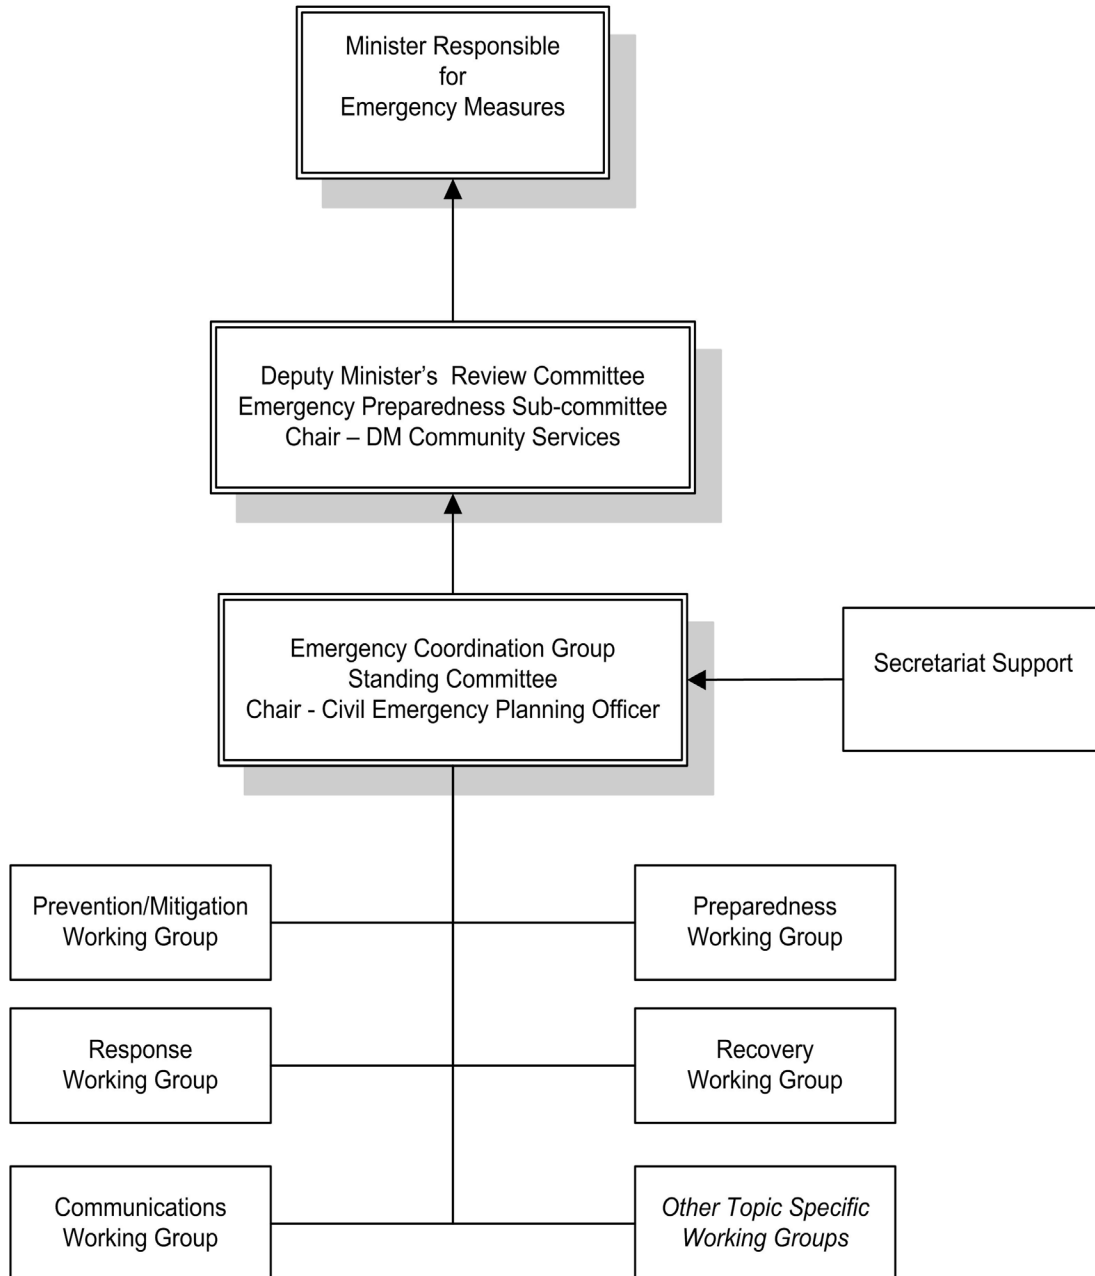 Minister Responsible
for
Emergency Measures
Deputy Minister’s  Review Committee
Emergency Preparedness Sub-committee
Chair – DM Community Services
Emergency Coordination Group
Standing Committee
Chair - Civil Emergency Planning Officer
Secretariat Support
Prevention/Mitigation
Working Group
Preparedness
Working Group
Response
Working Group
Recovery
Working Group
Communications
Working Group
Other Topic Specific
Working Groups